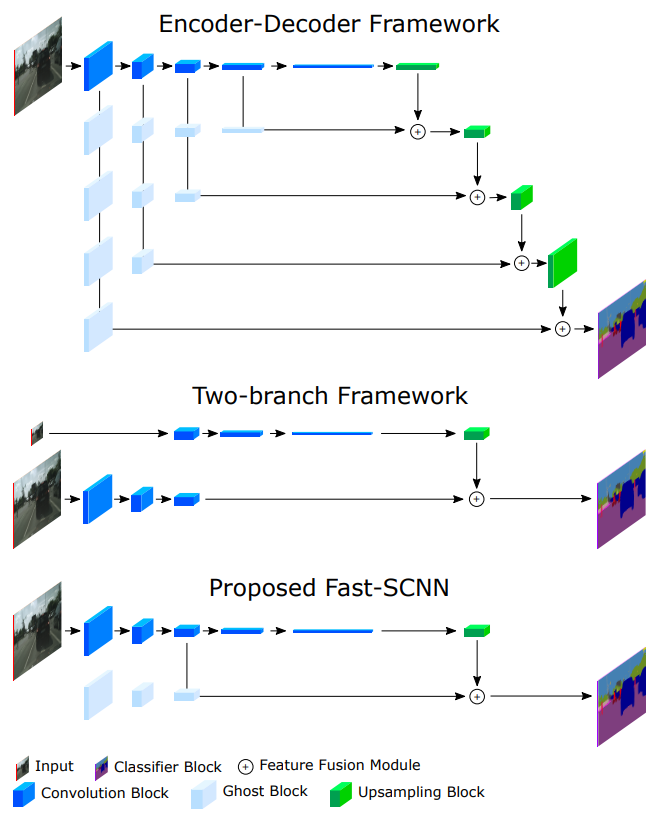 Encoder-Decoder Framework
Two-branch Framework
Proposed Fast-SCNN
Input
Classifier Block
Feature Fusion Module
Convolution Block
Ghost Block
Upsampling Block